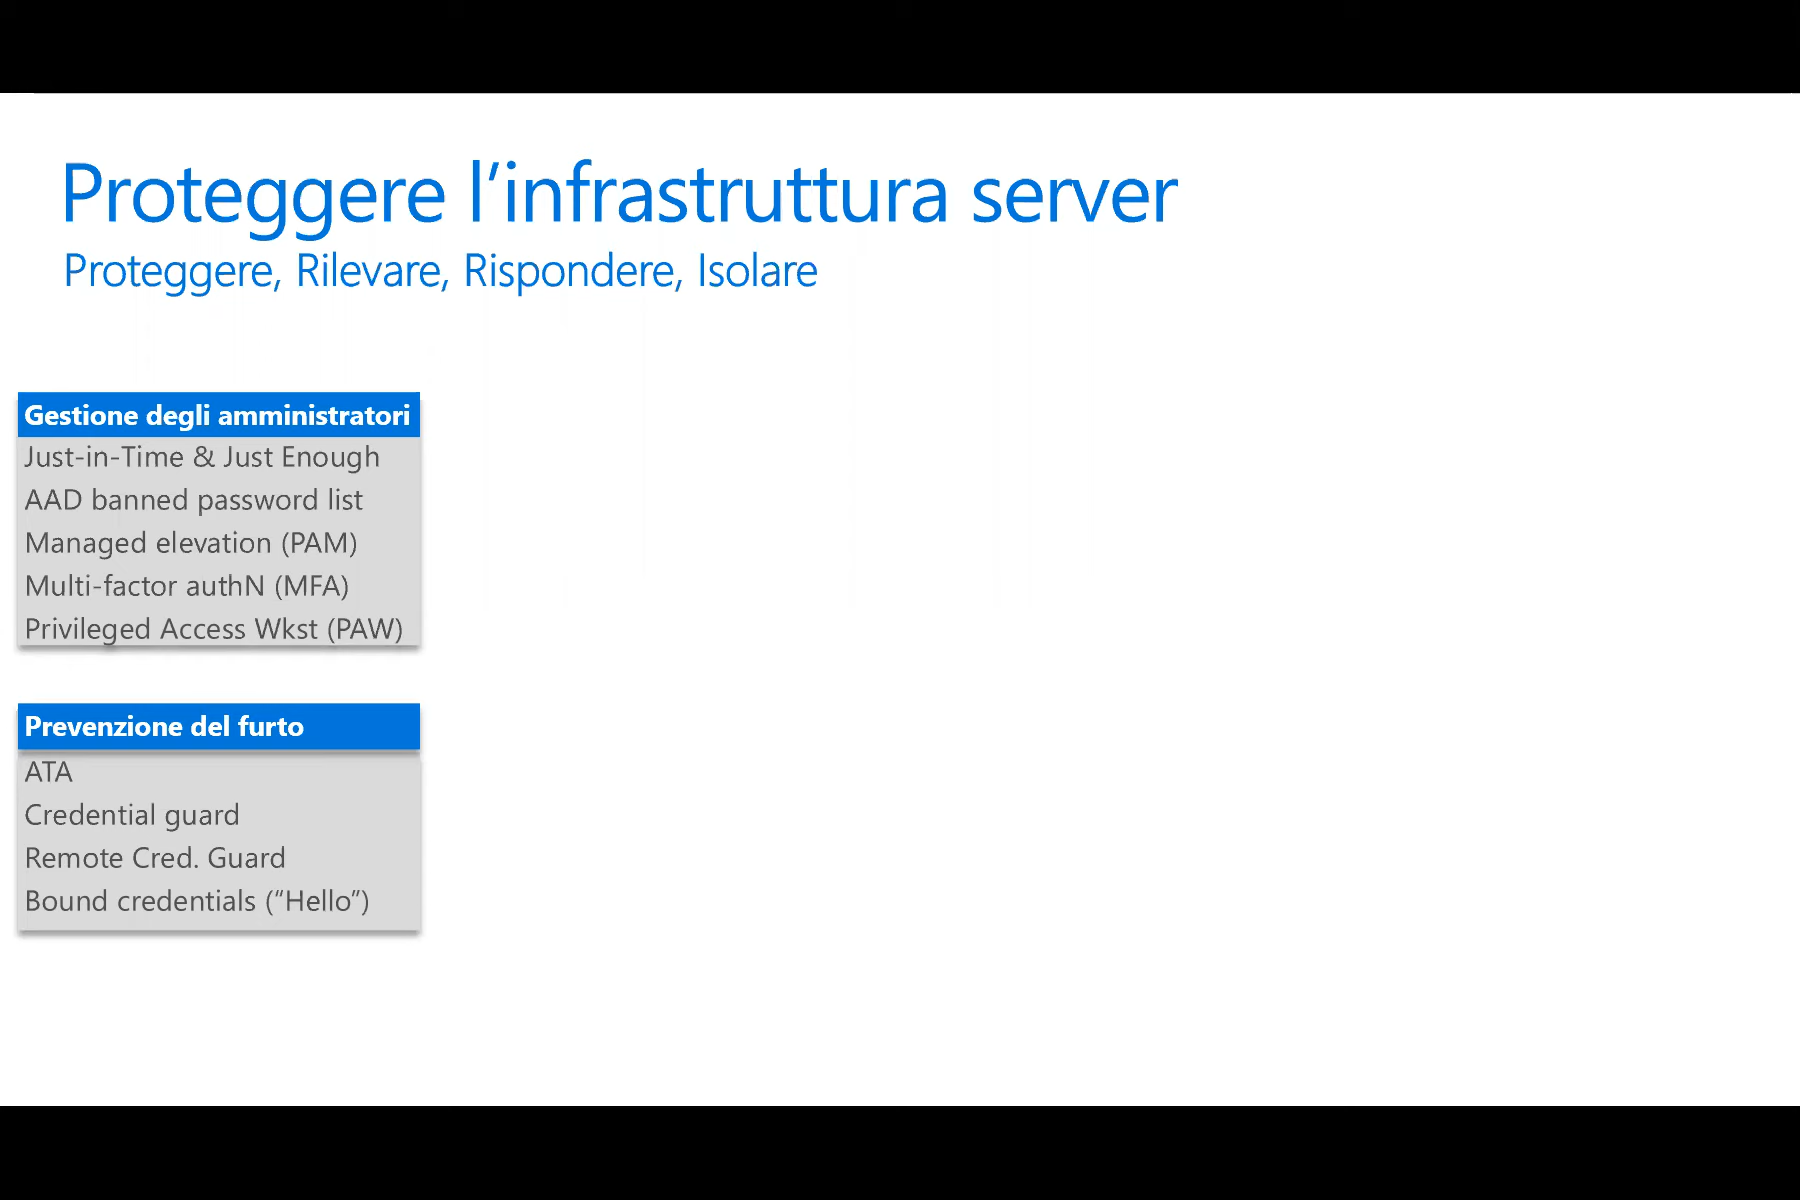 Proteggere l’infrastruttura server
Proteggere, Rilevare, Rispondere, Isolare
Gestione degli amministratori
Just-in-Time & Just Enough
AAD banned password list
Managed elevation (PAM)
Multi-factor authN (MFA)
Privileged Access Wkst (PAW)
Prevenzione del furto
ATA
Credential guard
Remote Cred. Guard
Bound credentials (“Hello”)